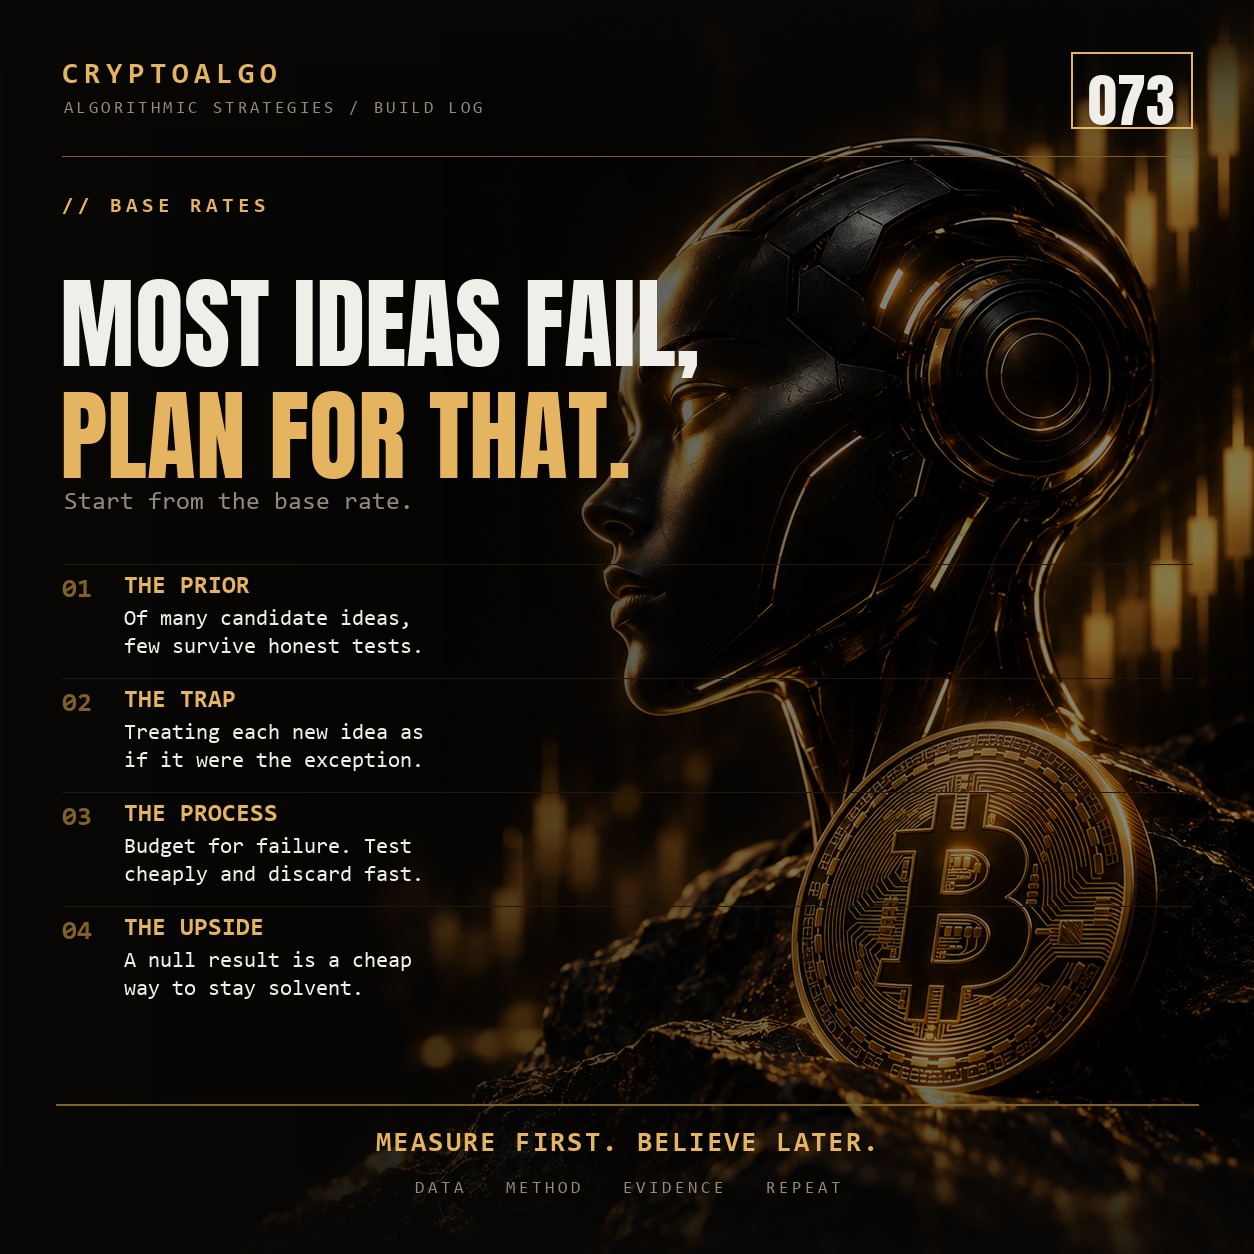 CRYPTOALGO
ALGORITHMIC STRATEGIES / BUILD LOG
073
// BASE RATES
MOST IDEAS FAIL,
PLAN FOR THAT.
Start from the base rate.
01 THE PRIOR
Of many candidate ideas,
few survive honest tests.
02 THE TRAP
Treating each new idea as
if it were the exception.
03 THE PROCESS
Budget for failure. Test
cheaply and discard fast.
04 THE UPSIDE
A null result is a cheap
way to stay solvent.
MEASURE FIRST. BELIEVE LATER.
DATA METHOD EVIDENCE REPEAT